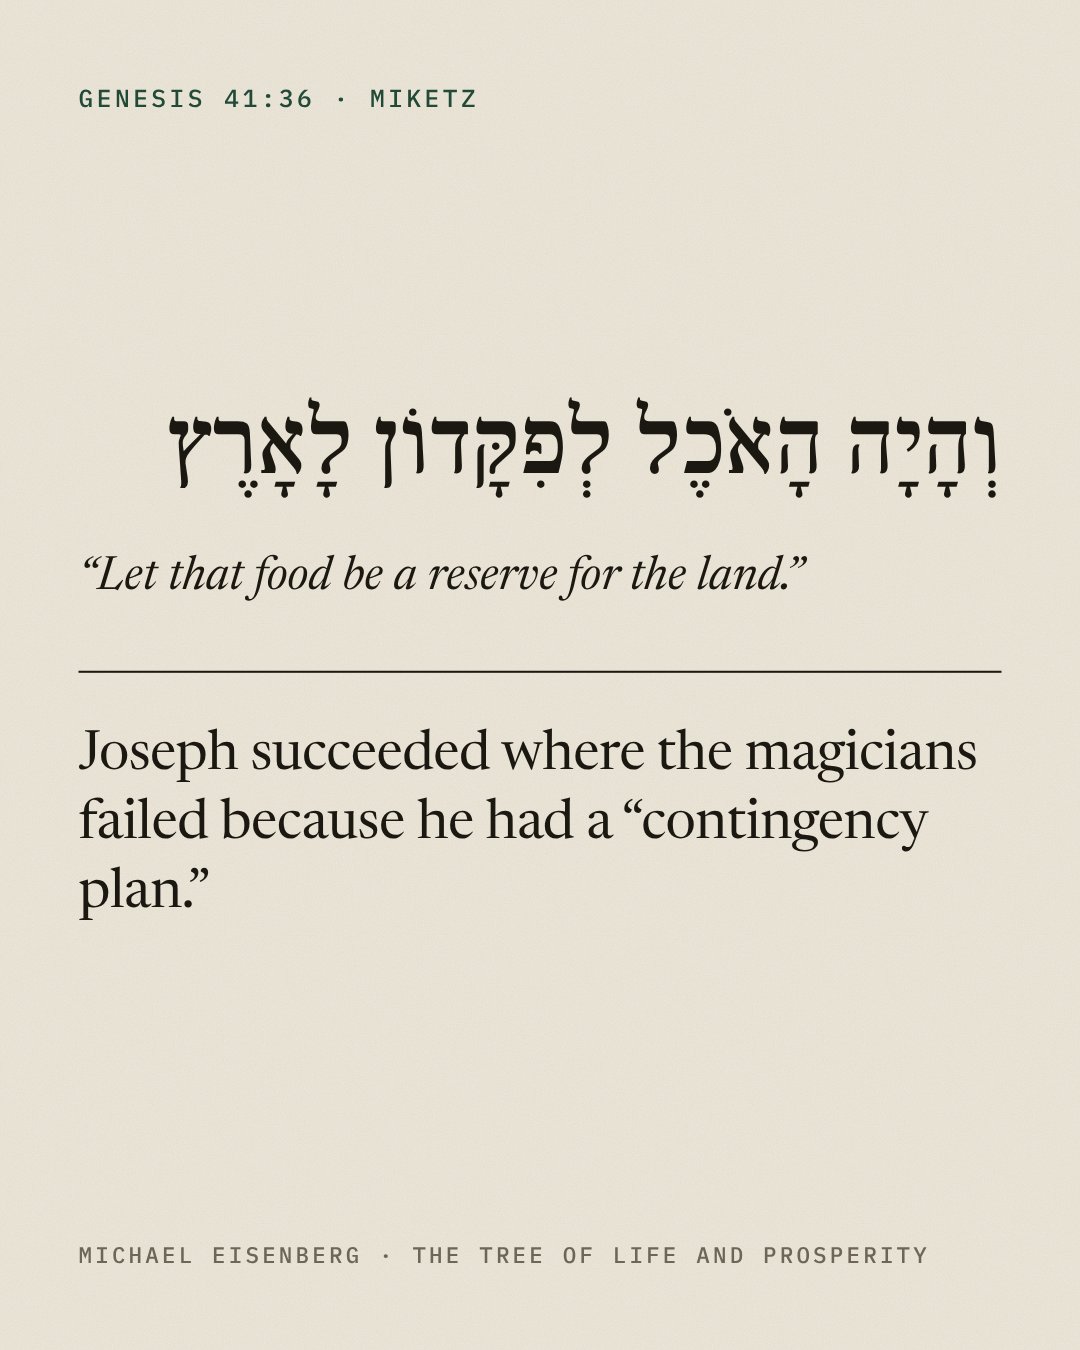 GENESIS 41:36 · MIKETZ
וְהָיָה הָאֹכֶל לְפִקָּדוֹן לָאָרֶץ
“Let that food be a reserve for the land.”
Joseph succeeded where the magicians
failed because he had a “contingency
plan.”
MICHAEL EISENBERG · THE TREE OF LIFE AND PROSPERITY